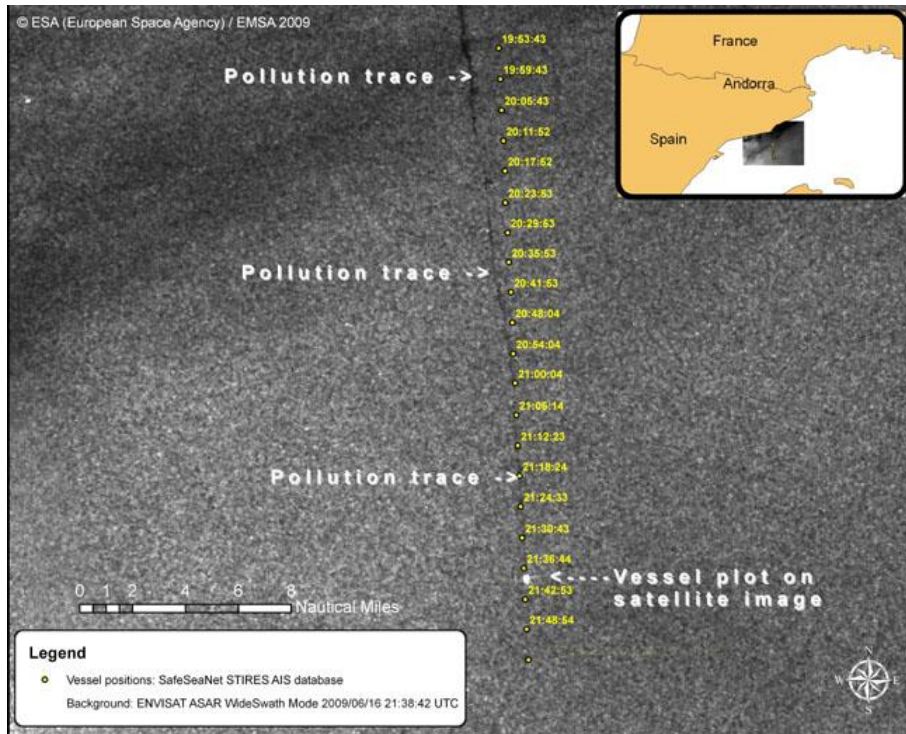 © ESA (European Space Agency) / EMSA 2009
France
Andorra
Spain
19:53:43
Pollution trace ->
19:59:43
20:05:43
20:11:52
20:17:52
20:23:53
20:29:53
20:35:53
Pollution trace ->
20:41:53
20:48:04
20:54:04
21:00:04
21:06:14
21:12:23
21:18:24
Pollution trace ->
21:24:33
21:30:43
21:36:44
<----Vessel plot on
satellite image
21:42:53
0 1 2 4 6 8
Nautical Miles
21:48:54
Legend
Vessel positions: SafeSeaNet STIRES AIS database
Background: ENVISAT ASAR WideSwath Mode 2009/06/16 21:38:42 UTC
N
W E
S